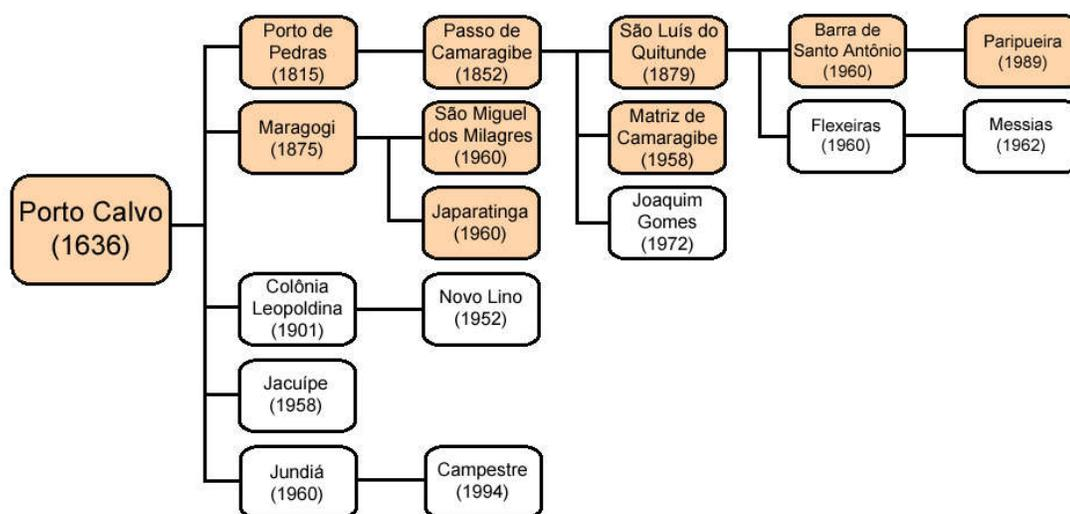 Porto Calvo
(1636)
Porto de
Pedras
(1815)
Passo de
Camaragibe
(1852)
São Luís do
Quitunde
(1879)
Barra de
Santo Antônio
(1960)
Paripueira
(1989)
Flexeiras
(1960)
Messias
(1962)
Matriz de
Camaragibe
(1958)
Joaquim
Gomes
(1972)
Maragogi
(1875)
São Miguel
dos Milagres
(1960)
Japaratinga
(1960)
Colônia
Leopoldina
(1901)
Novo Lino
(1952)
Jacuípe
(1958)
Jundiá
(1960)
Campestre
(1994)